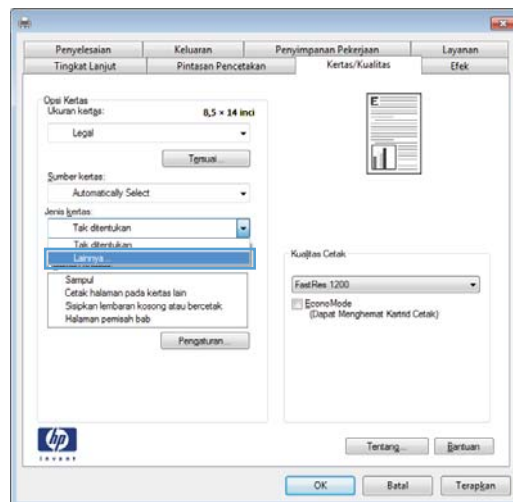 Penyelesaian Keluaran Penyimpanan Pekerjaan Layanan
Tingkat Lanjut Pintasan Pencetakan Kertas/Kualitas Efek
Opsi Kertas
Ukuran kertas: 8,5 × 14 inci
Legal
Temuai...
Sumber kertas:
Automatically Select
Jenis kertas:
Tak ditentukan
Tak ditentukan
Lainnya...
Sampul
Cetak halaman pada kertas lain
Sisipkan lembaran kosong atau bercetak
Halaman pemisah bab
Pengaturan...
E
Kualitas Cetak
FastRes 1200
EconoMode
(Dapat Menghemat Kartrid Cetak)
hp
invent
Tentang... Bantuan
OK Batal Terapkan